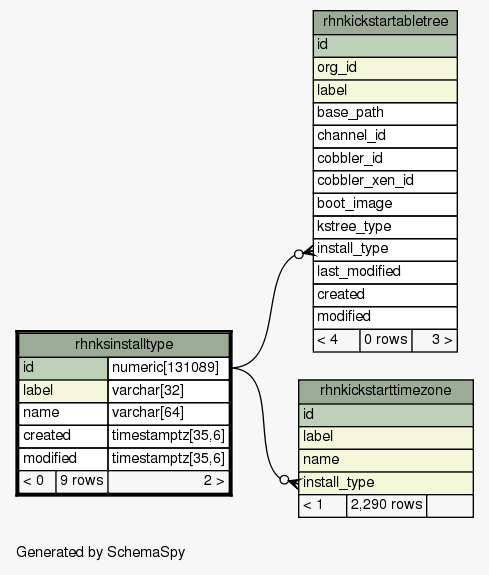 rhnkickstartabletree
id
org_id
label
base_path
channel_id
cobbler_id
cobbler_xen_id
boot_image
kstree_type
install_type
last_modified
created
modified
< 4 0 rows 3 >
rhnksinstalltype
id numeric[131089]
label varchar[32]
name varchar[64]
created timestamptz[35,6]
modified timestamptz[35,6]
< 0 9 rows 2 >
rhnkickstarttimezone
id
label
name
install_type
< 1 2,290 rows
Generated by SchemaSpy